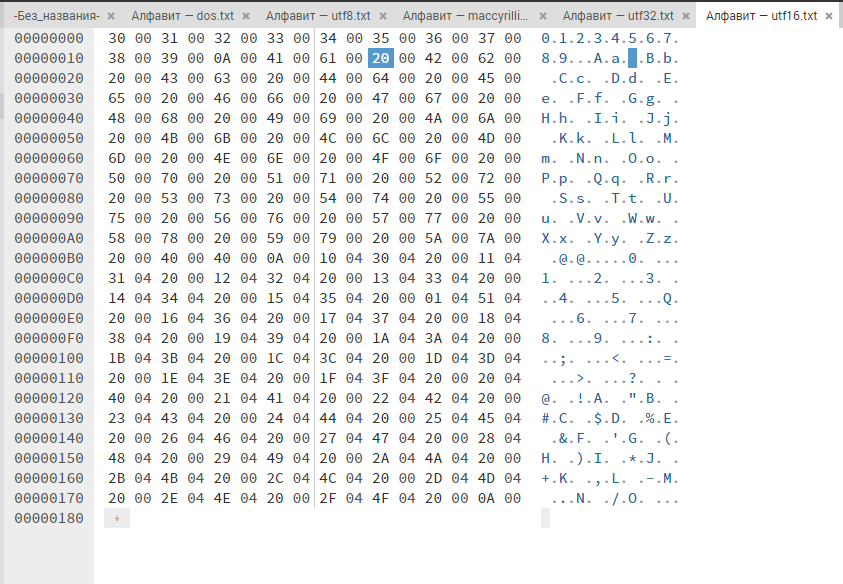 -Без_названия- × Алфавит — dos.txt × Алфавит — utf8.txt × Алфавит — maccyrilli... × Алфавит — utf32.txt × Алфавит — utf16.txt ×
00000000 30 00 31 00 32 00 33 00 34 00 35 00 36 00 37 00 0.1.2.3.4.5.6.7.
00000010 38 00 39 00 0A 00 41 00 61 00 20 00 42 00 62 00 8.9...A.a. .B.b.
00000020 20 00 43 00 63 00 20 00 44 00 64 00 20 00 45 00  .C.c. .D.d. .E.
00000030 65 00 20 00 46 00 66 00 20 00 47 00 67 00 20 00 e. .F.f. .G.g. .
00000040 48 00 68 00 20 00 49 00 69 00 20 00 4A 00 6A 00 H.h. .I.i. .J.j.
00000050 20 00 4B 00 6B 00 20 00 4C 00 6C 00 20 00 4D 00  .K.k. .L.l. .M.
00000060 6D 00 20 00 4E 00 6E 00 20 00 4F 00 6F 00 20 00 m. .N.n. .O.o. .
00000070 50 00 70 00 20 00 51 00 71 00 20 00 52 00 72 00 P.p. .Q.q. .R.r.
00000080 20 00 53 00 73 00 20 00 54 00 74 00 20 00 55 00  .S.s. .T.t. .U.
00000090 75 00 20 00 56 00 76 00 20 00 57 00 77 00 20 00 u. .V.v. .W.w. .
000000A0 58 00 78 00 20 00 59 00 79 00 20 00 5A 00 7A 00 X.x. .Y.y. .Z.z.
000000B0 20 00 40 00 40 00 0A 00 10 04 30 04 20 00 11 04  .@.@.....0. ...
000000C0 31 04 20 00 12 04 32 04 20 00 13 04 33 04 20 00 1. ...2. ...3. .
000000D0 14 04 34 04 20 00 15 04 35 04 20 00 01 04 51 04 ..4. ...5. ...Q.
000000E0 20 00 16 04 36 04 20 00 17 04 37 04 20 00 18 04  ...6. ...7. ...
000000F0 38 04 20 00 19 04 39 04 20 00 1A 04 3A 04 20 00 8. ...9. ...:. .
00000100 1B 04 3B 04 20 00 1C 04 3C 04 20 00 1D 04 3D 04 ..;. ...<. ...=.
00000110 20 00 1E 04 3E 04 20 00 1F 04 3F 04 20 00 20 04  ...>. ...?. . .
00000120 40 04 20 00 21 04 41 04 20 00 22 04 42 04 20 00 @. .!.A. .".B. .
00000130 23 04 43 04 20 00 24 04 44 04 20 00 25 04 45 04 #.C. .$.D. .%.E.
00000140 20 00 26 04 46 04 20 00 27 04 47 04 20 00 28 04  .&.F. .'.G. .(.
00000150 48 04 20 00 29 04 49 04 20 00 2A 04 4A 04 20 00 H. .).I. .*.J. .
00000160 2B 04 4B 04 20 00 2C 04 4C 04 20 00 2D 04 4D 04 +.K. .,.L. .-.M.
00000170 20 00 2E 04 4E 04 20 00 2F 04 4F 04 20 00 0A 00  ...N. ./.O. ...
00000180 +